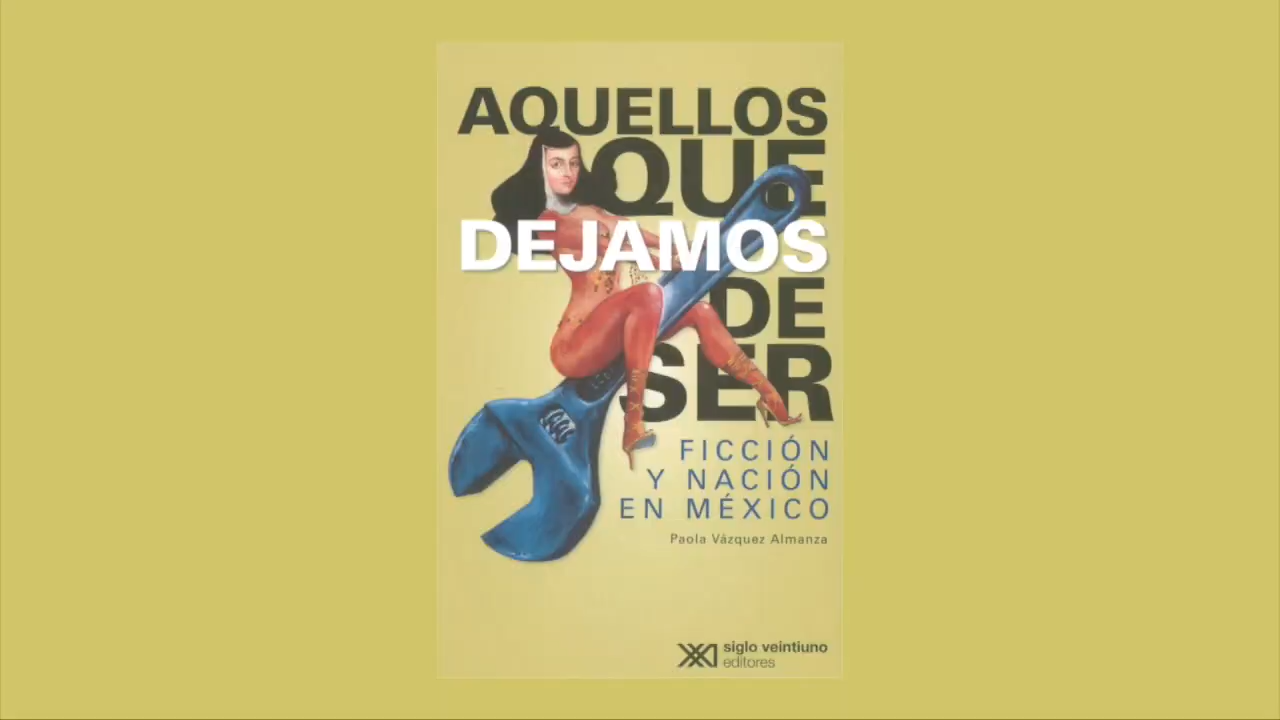 AQUELLOS
QUE
DEJAMOS
DE
SER
FICCIÓN
Y NACIÓN
EN MÉXICO
Paola Vázquez Almanza
siglo veintiuno
editores